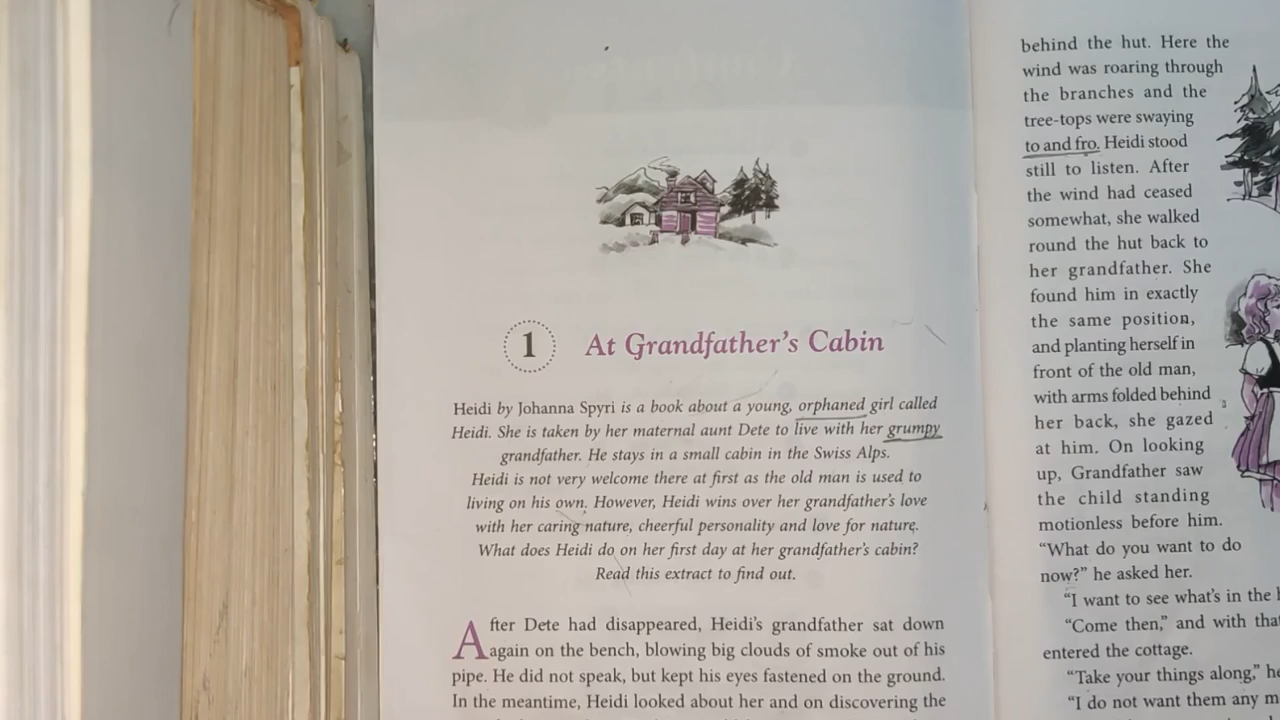 1
At Grandfather's Cabin
Heidi by Johanna Spyri is a book about a young, orphaned girl called
Heidi. She is taken by her maternal aunt Dete to live with her grumpy
grandfather. He stays in a small cabin in the Swiss Alps.
Heidi is not very welcome there at first as the old man is used to
living on his own. However, Heidi wins over her grandfather's love
with her caring nature, cheerful personality and love for nature.
What does Heidi do on her first day at her grandfather's cabin?
Read this extract to find out.
After Dete had disappeared, Heidi's grandfather sat down
again on the bench, blowing big clouds of smoke out of his
pipe. He did not speak, but kept his eyes fastened on the ground.
In the meantime, Heidi looked about her and on discovering the
behind the hut. Here the
wind was roaring through
the branches and the
tree-tops were swaying
to and fro. Heidi stood
still to listen. After
the wind had ceased
somewhat, she walked
round the hut back to
her grandfather. She
found him in exactly
the same position,
and planting herself in
front of the old man,
with arms folded behind
her back, she gazed
at him. On looking
up, Grandfather saw
the child standing
motionless before him.
"What do you want to do
now?" he asked her.
"I want to see what's in the
"Come then," and with that
entered the cottage.
"Take your things along,"
"I do not want them any